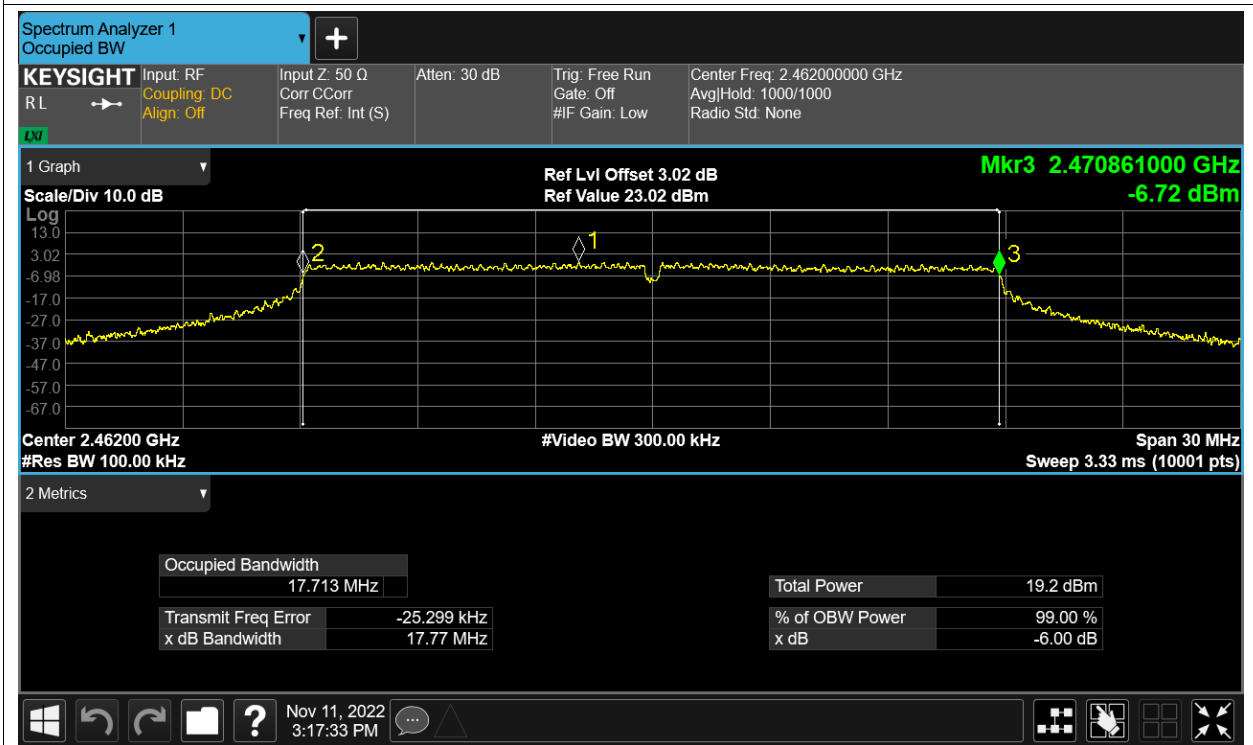 Spectrum Analyzer 1
Occupied BW
KEYSIGHT
RL
LXI
Input: RF
Coupling: DC
Align: Off
Input Z: 50 Ω
Corr CCorr
Freq Ref: Int (S)
Atten: 30 dB
Trig: Free Run
Gate: Off
#IF Gain: Low
Center Freq: 2.462000000 GHz
Avg|Hold: 1000/1000
Radio Std: None
1 Graph
Scale/Div 10.0 dB
Ref Lvl Offset 3.02 dB
Ref Value 23.02 dBm
Mkr3 2.470861000 GHz
-6.72 dBm
Log
13.0
3.02
-6.98
-17.0
-27.0
-37.0
-47.0
-57.0
-67.0
2
1
3
Center 2.46200 GHz
#Res BW 100.00 kHz
#Video BW 300.00 kHz
Span 30 MHz
Sweep 3.33 ms (10001 pts)
2 Metrics
Occupied Bandwidth
17.713 MHz
Transmit Freq Error -25.299 kHz
x dB Bandwidth 17.77 MHz
Total Power 19.2 dBm
% of OBW Power 99.00 %
x dB -6.00 dB
?
Nov 11, 2022
3:17:33 PM